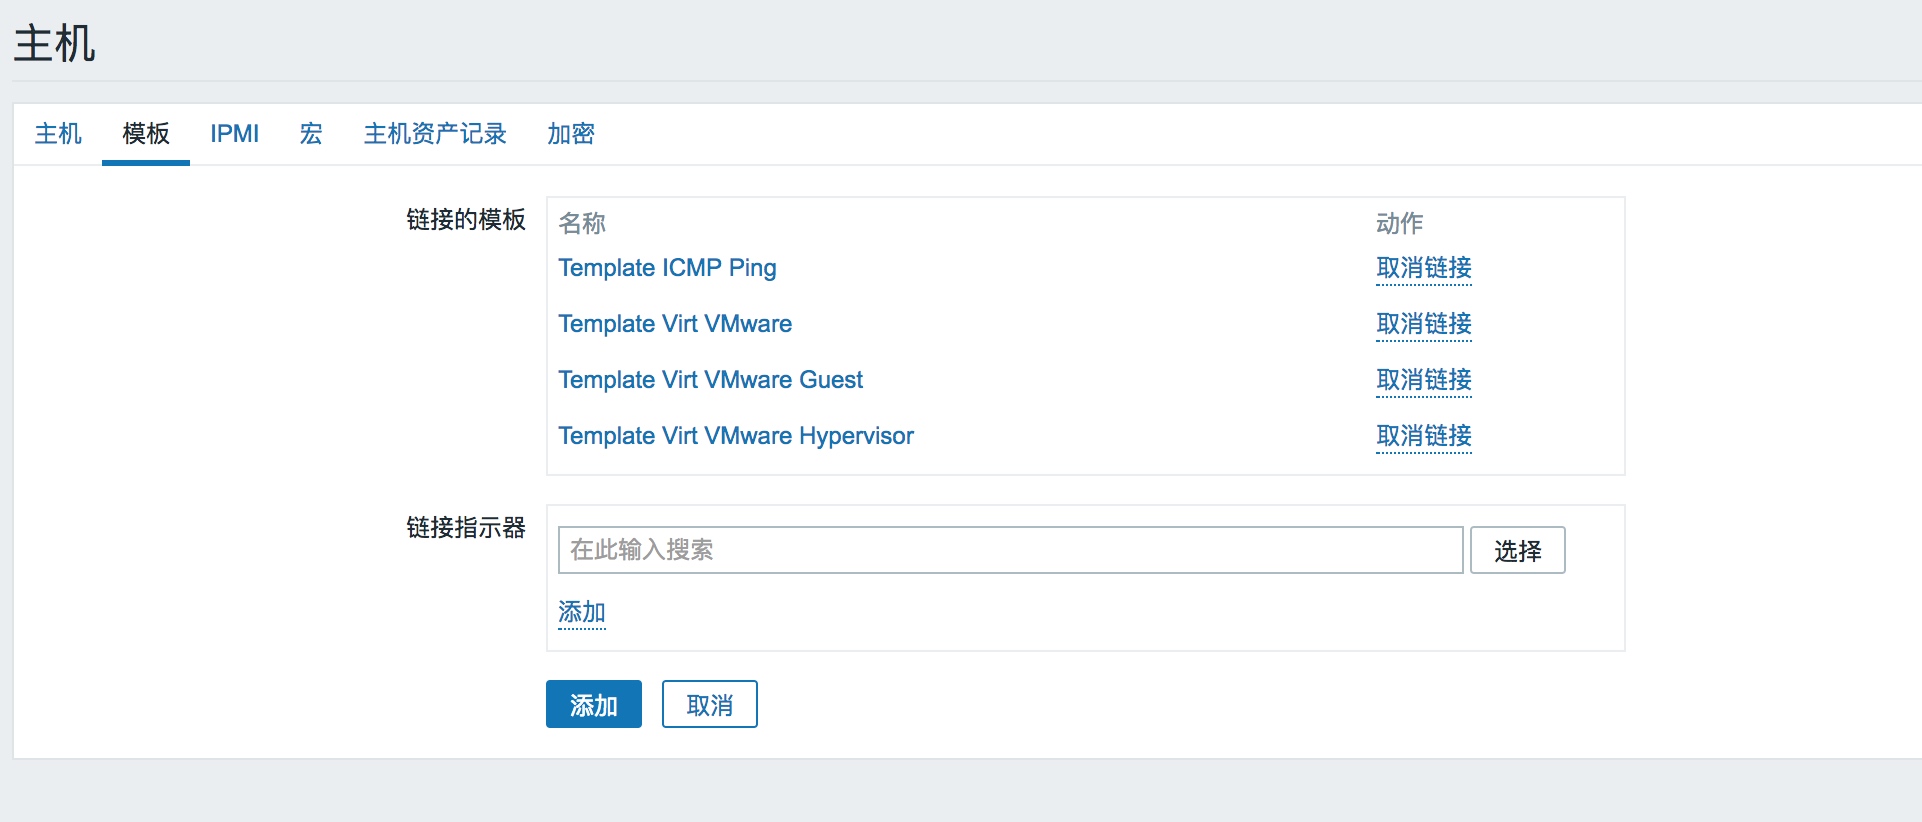 主机
主机 模板 IPMI 宏 主机资产记录 加密
链接的模板 名称 动作
Template ICMP Ping 取消链接
Template Virt VMware 取消链接
Template Virt VMware Guest 取消链接
Template Virt VMware Hypervisor 取消链接
链接指示器 在此输入搜索 选择
添加
添加 取消